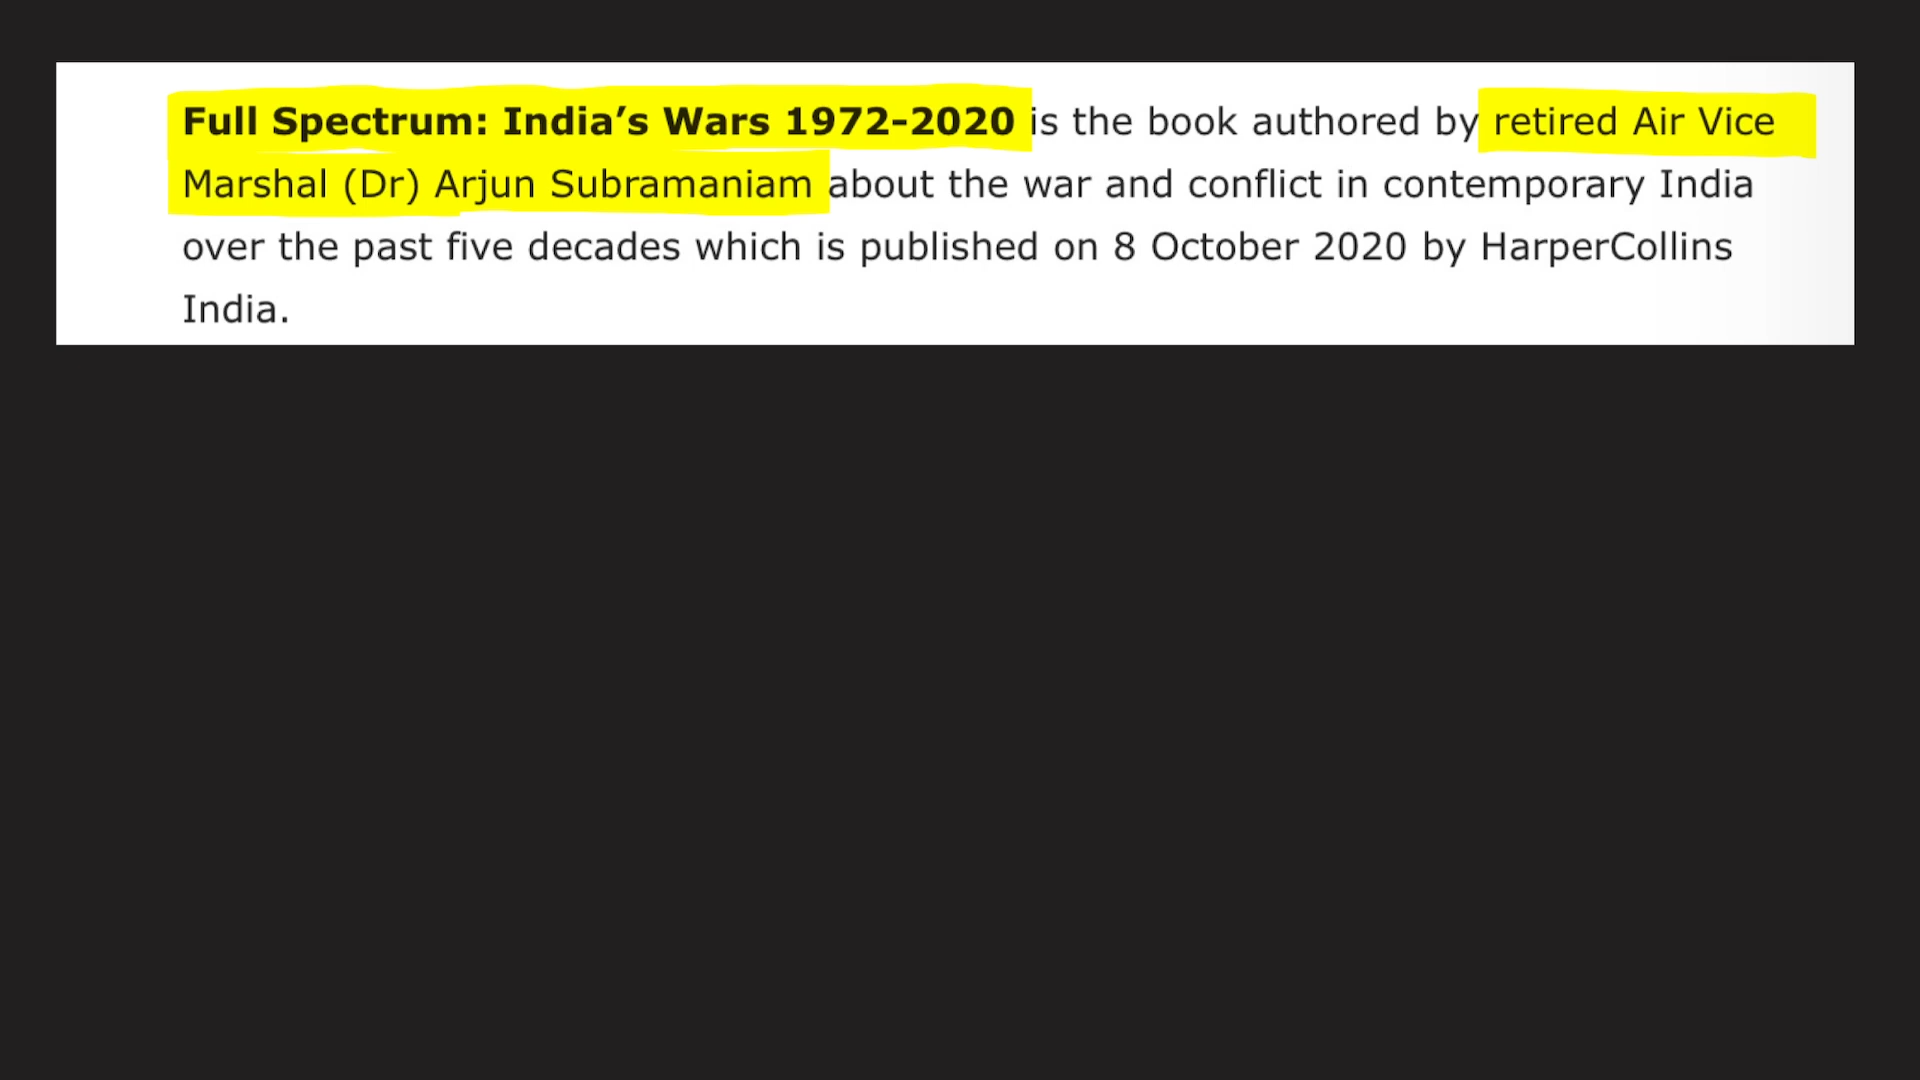 Full Spectrum: India’s Wars 1972-2020 is the book authored by retired Air Vice
Marshal (Dr) Arjun Subramaniam about the war and conflict in contemporary India
over the past five decades which is published on 8 October 2020 by HarperCollins
India.